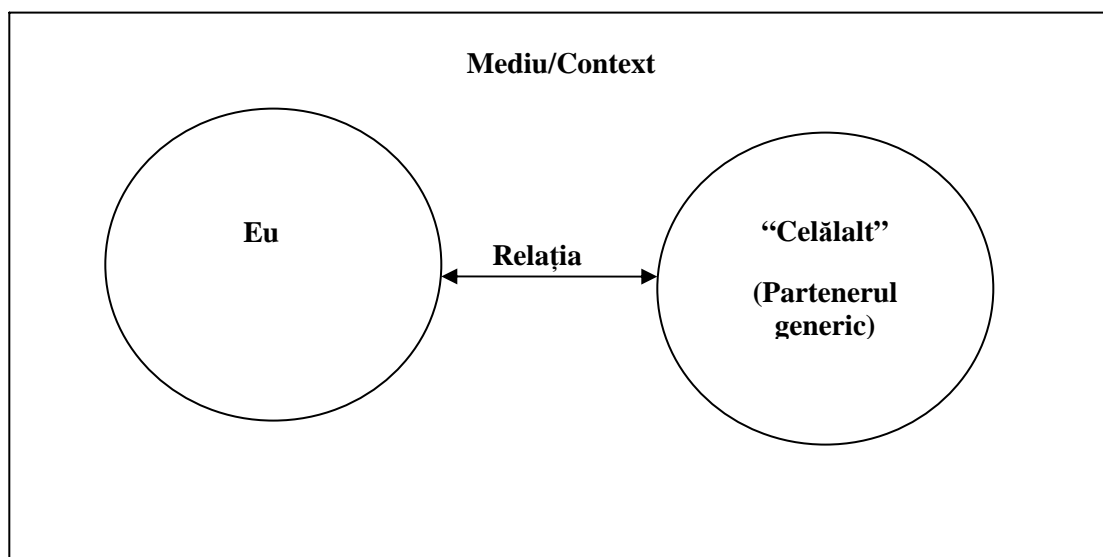 Mediu/Context
Eu
Relația
“Celălalt”
(Partenerul
generic)